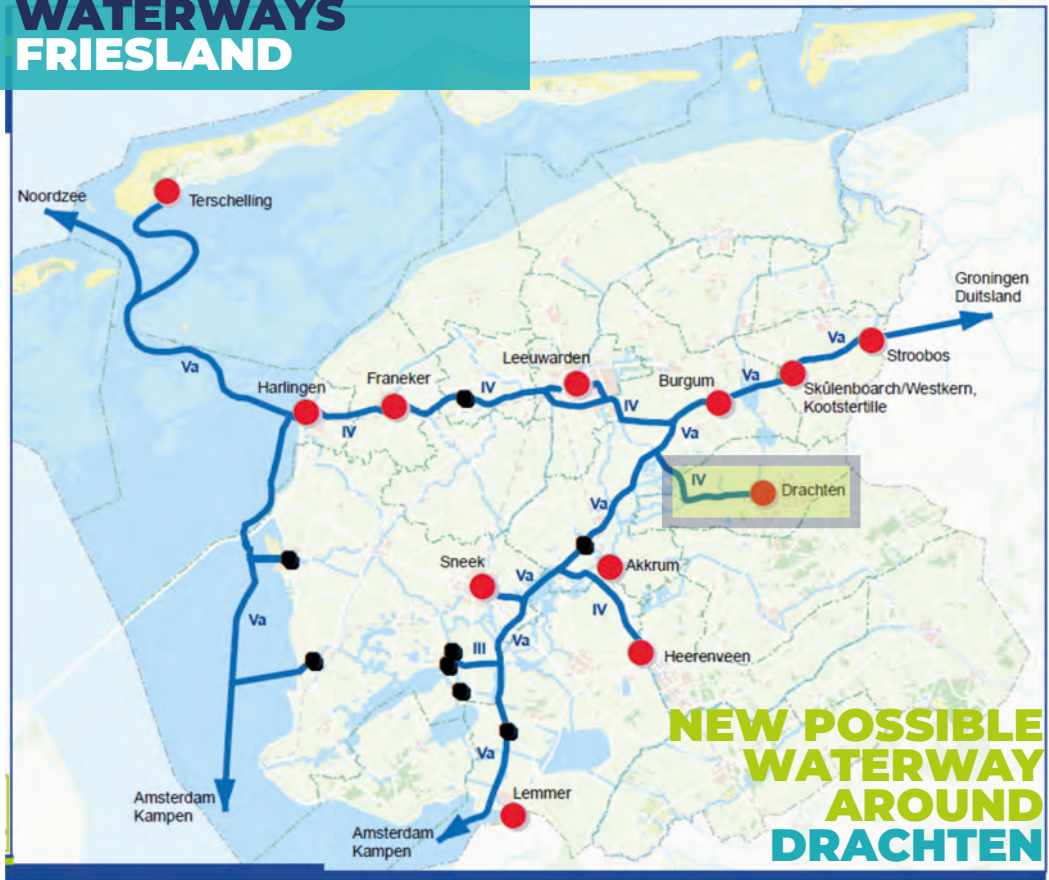 WATERWAYS
FRIESLAND
Noordzee
Terschelling
Groningen
Duitsland
Va
Stroobos
Leeuwarden
Va
Harlingen
Franeker
IV
Burgum
Va
Skûlenboarch/Westkern,
Kootstertille
IV
IV
Va
IV
Drachten
Va
Sneek
Va
Akkrum
IV
Va
III
Va
Heerenveen
NEW POSSIBLE
WATERWAY
AROUND
DRACHTEN
Va
Lemmer
Amsterdam
Kampen
Amsterdam
Kampen